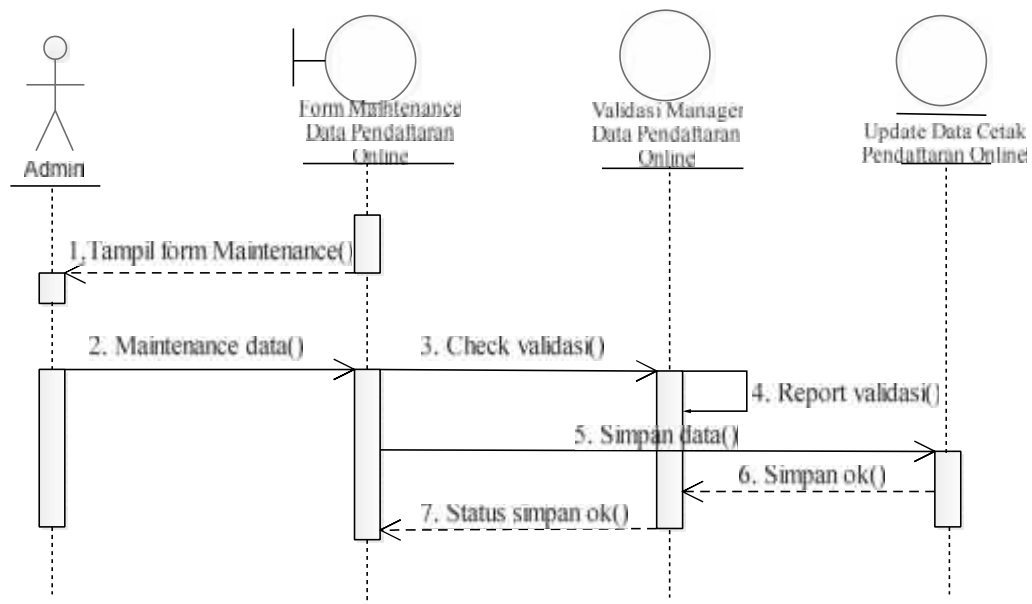 Admin
Form Maintenance
Data Pendaftaran
Online
Validasi Manager
Data Pendaftaran
Online
Update Data Cetak
Pendaftaran Online
1.Tampil form Maintenance()
2. Maintenance data()
3. Check validasi()
4. Report validasi()
5. Simpan data()
6. Simpan ok()
7. Status simpan ok()